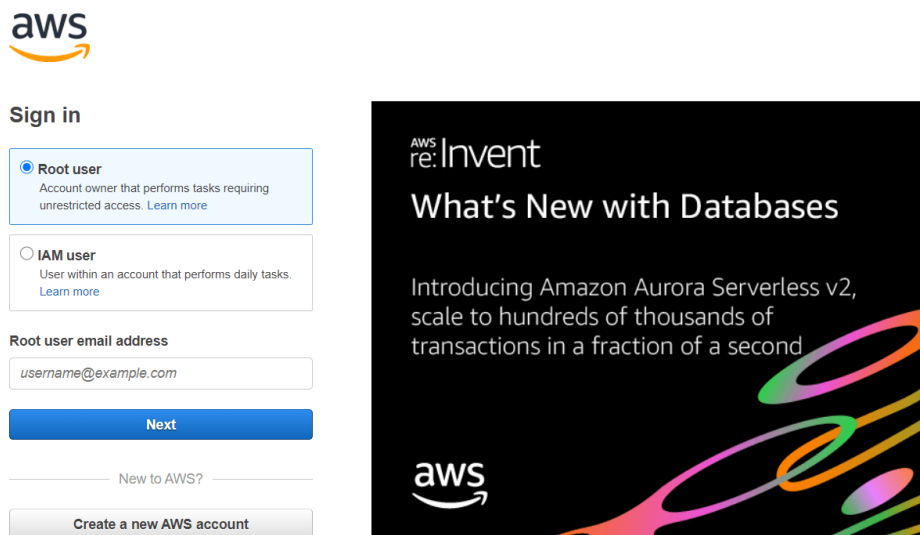 aws
Sign in
Root user
Account owner that performs tasks requiring
unrestricted access. Learn more
IAM user
User within an account that performs daily tasks.
Learn more
Root user email address
username@example.com
Next
New to AWS?
Create a new AWS account
AWS
re:Invent
What's New with Databases
Introducing Amazon Aurora Serverless v2,
scale to hundreds of thousands of
transactions in a fraction of a second
aws